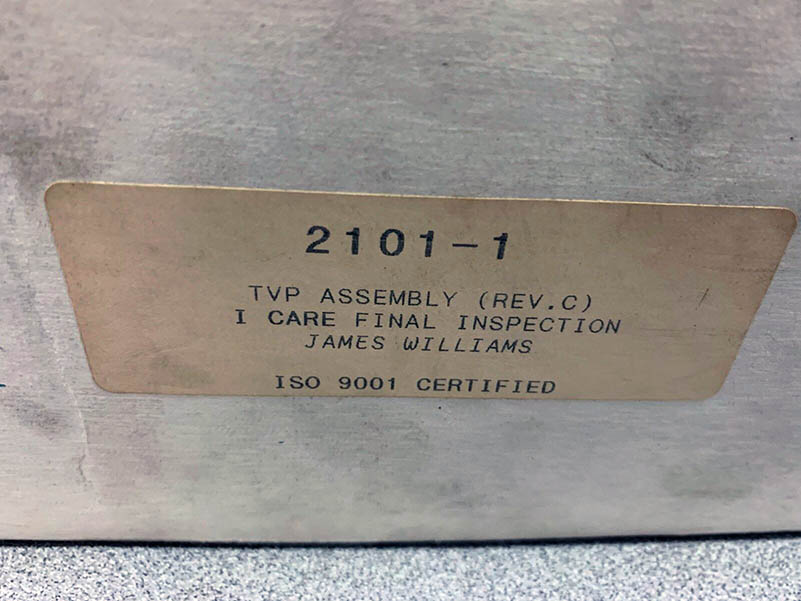 2101-1
TVP ASSEMBLY (REV.C)
I CARE FINAL INSPECTION
JAMES WILLIAMS
ISO 9001 CERTIFIED